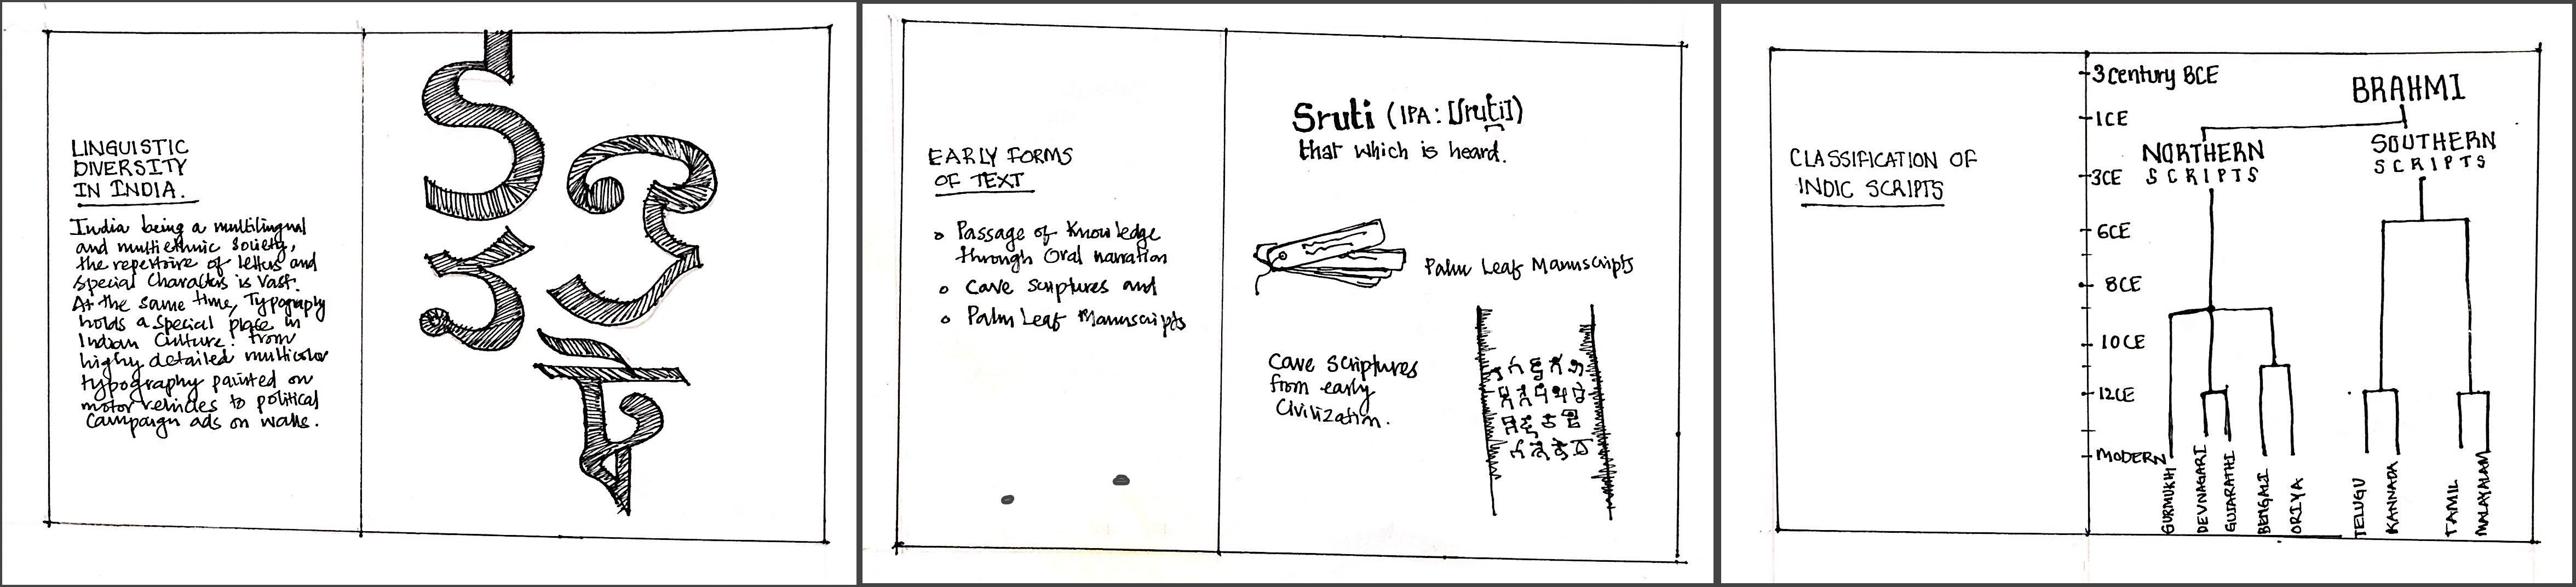 LINGUISTIC
DIVERSITY
IN INDIA.
India being a multilingual
and multiethnic society,
the repertoire of letters and
special characters is vast.
At the same time, Typography
holds a special place in
Indian culture! from
highly detailed multicolor
typography painted on
motor vehicles to political
Campaign ads on walls.
EARLY FORMS
OF TEXT
Passage of Knowledge
through Oral narration
Cave scriptures and
Palm Leaf Manuscripts
Sruti (IPA: [ʃrut̪i])
that which is heard.
Palm Leaf Manuscripts
Cave Scriptures
from early
Civilization.
CLASSIFICATION OF
INDIC SCRIPTS
3 Century BCE
1CE
3CE
6CE
8CE
10CE
12CE
MODERN
BRAHMI
NORTHERN
SCRIPTS
SOUTHERN
SCRIPTS
GURMUKH
DEVNAGARI
GUJARATHI
BENGALI
ORIYA
TELUGU
KANNADA
TAMIL
MALAYALAM